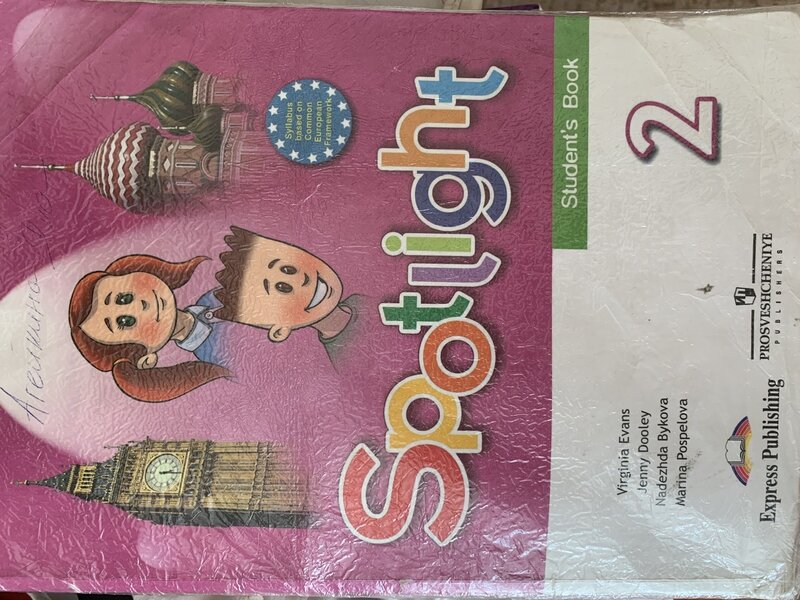 Syllabus
based on
Common
European
Framework
Spotlight
Student's Book
2
Virginia Evans
Jenny Dooley
Nadezhda Bykova
Marina Pospelova
Express Publishing
PROSVESHCHENIYE
PUBLISHERS